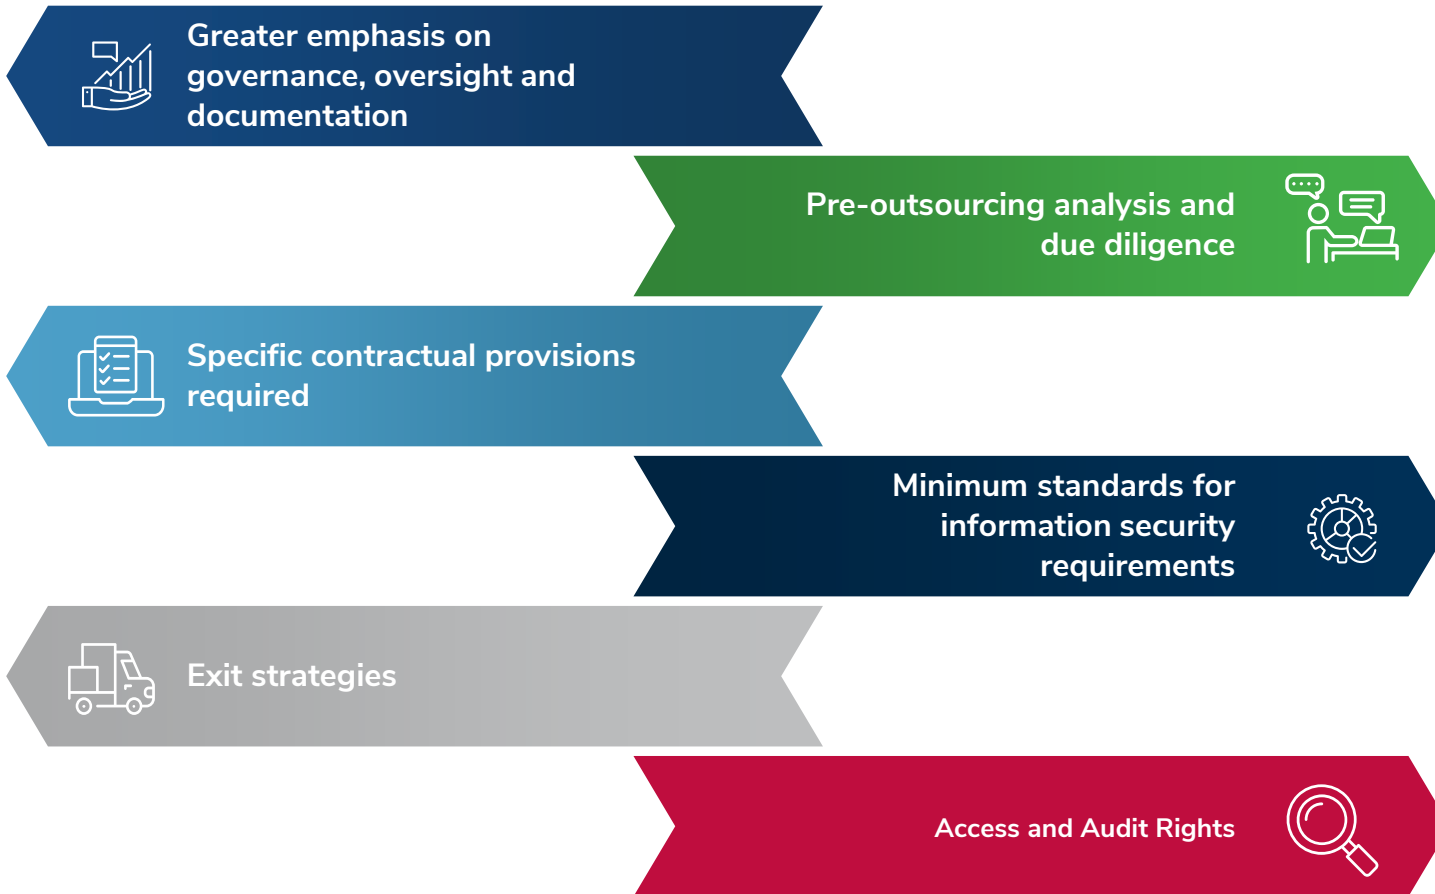 Greater emphasis on
governance, oversight and
documentation
Pre-outsourcing analysis and
due diligence
Specific contractual provisions
required
Minimum standards for
information security
requirements
Exit strategies
Access and Audit Rights